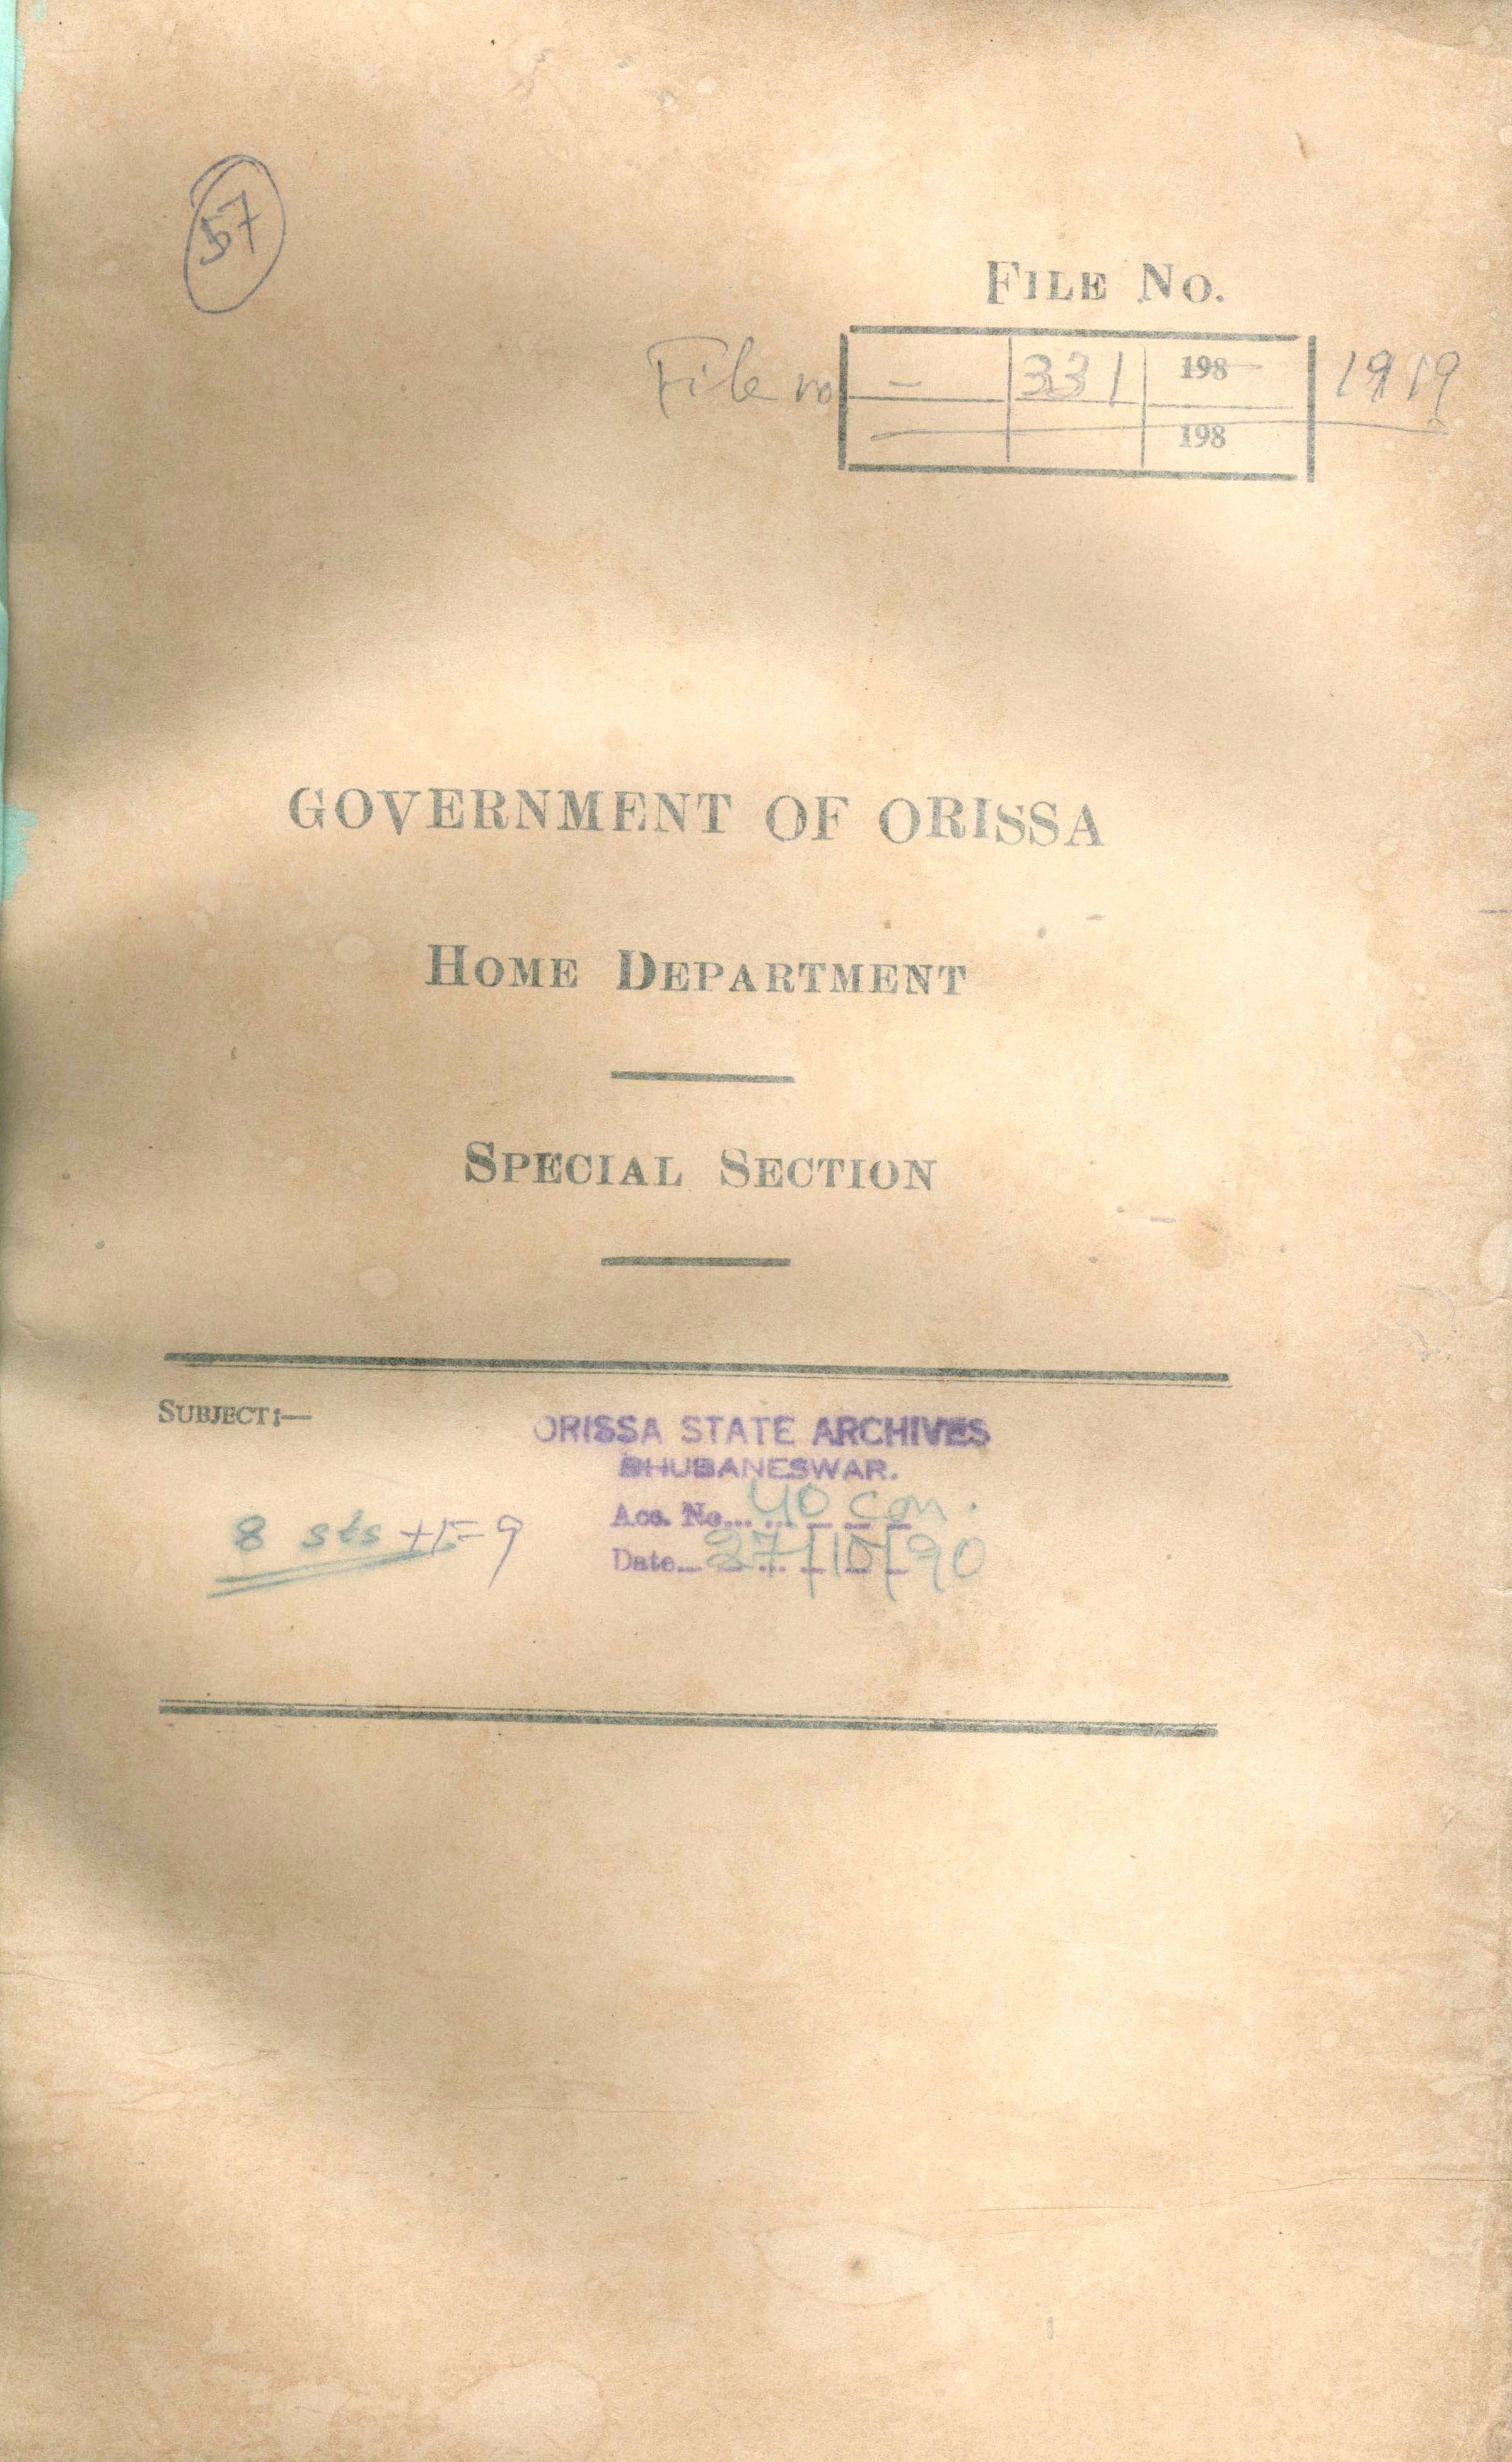 57
FILE NO.
File no - 331 198 1919
198
GOVERNMENT OF ORISSA
HOME DEPARTMENT
SPECIAL SECTION
SUBJECT:—
ORISSA STATE ARCHIVES
BHUBANESWAR.
Acc. No... 40 con.
Date... 27/10/90
8 sts +1=9